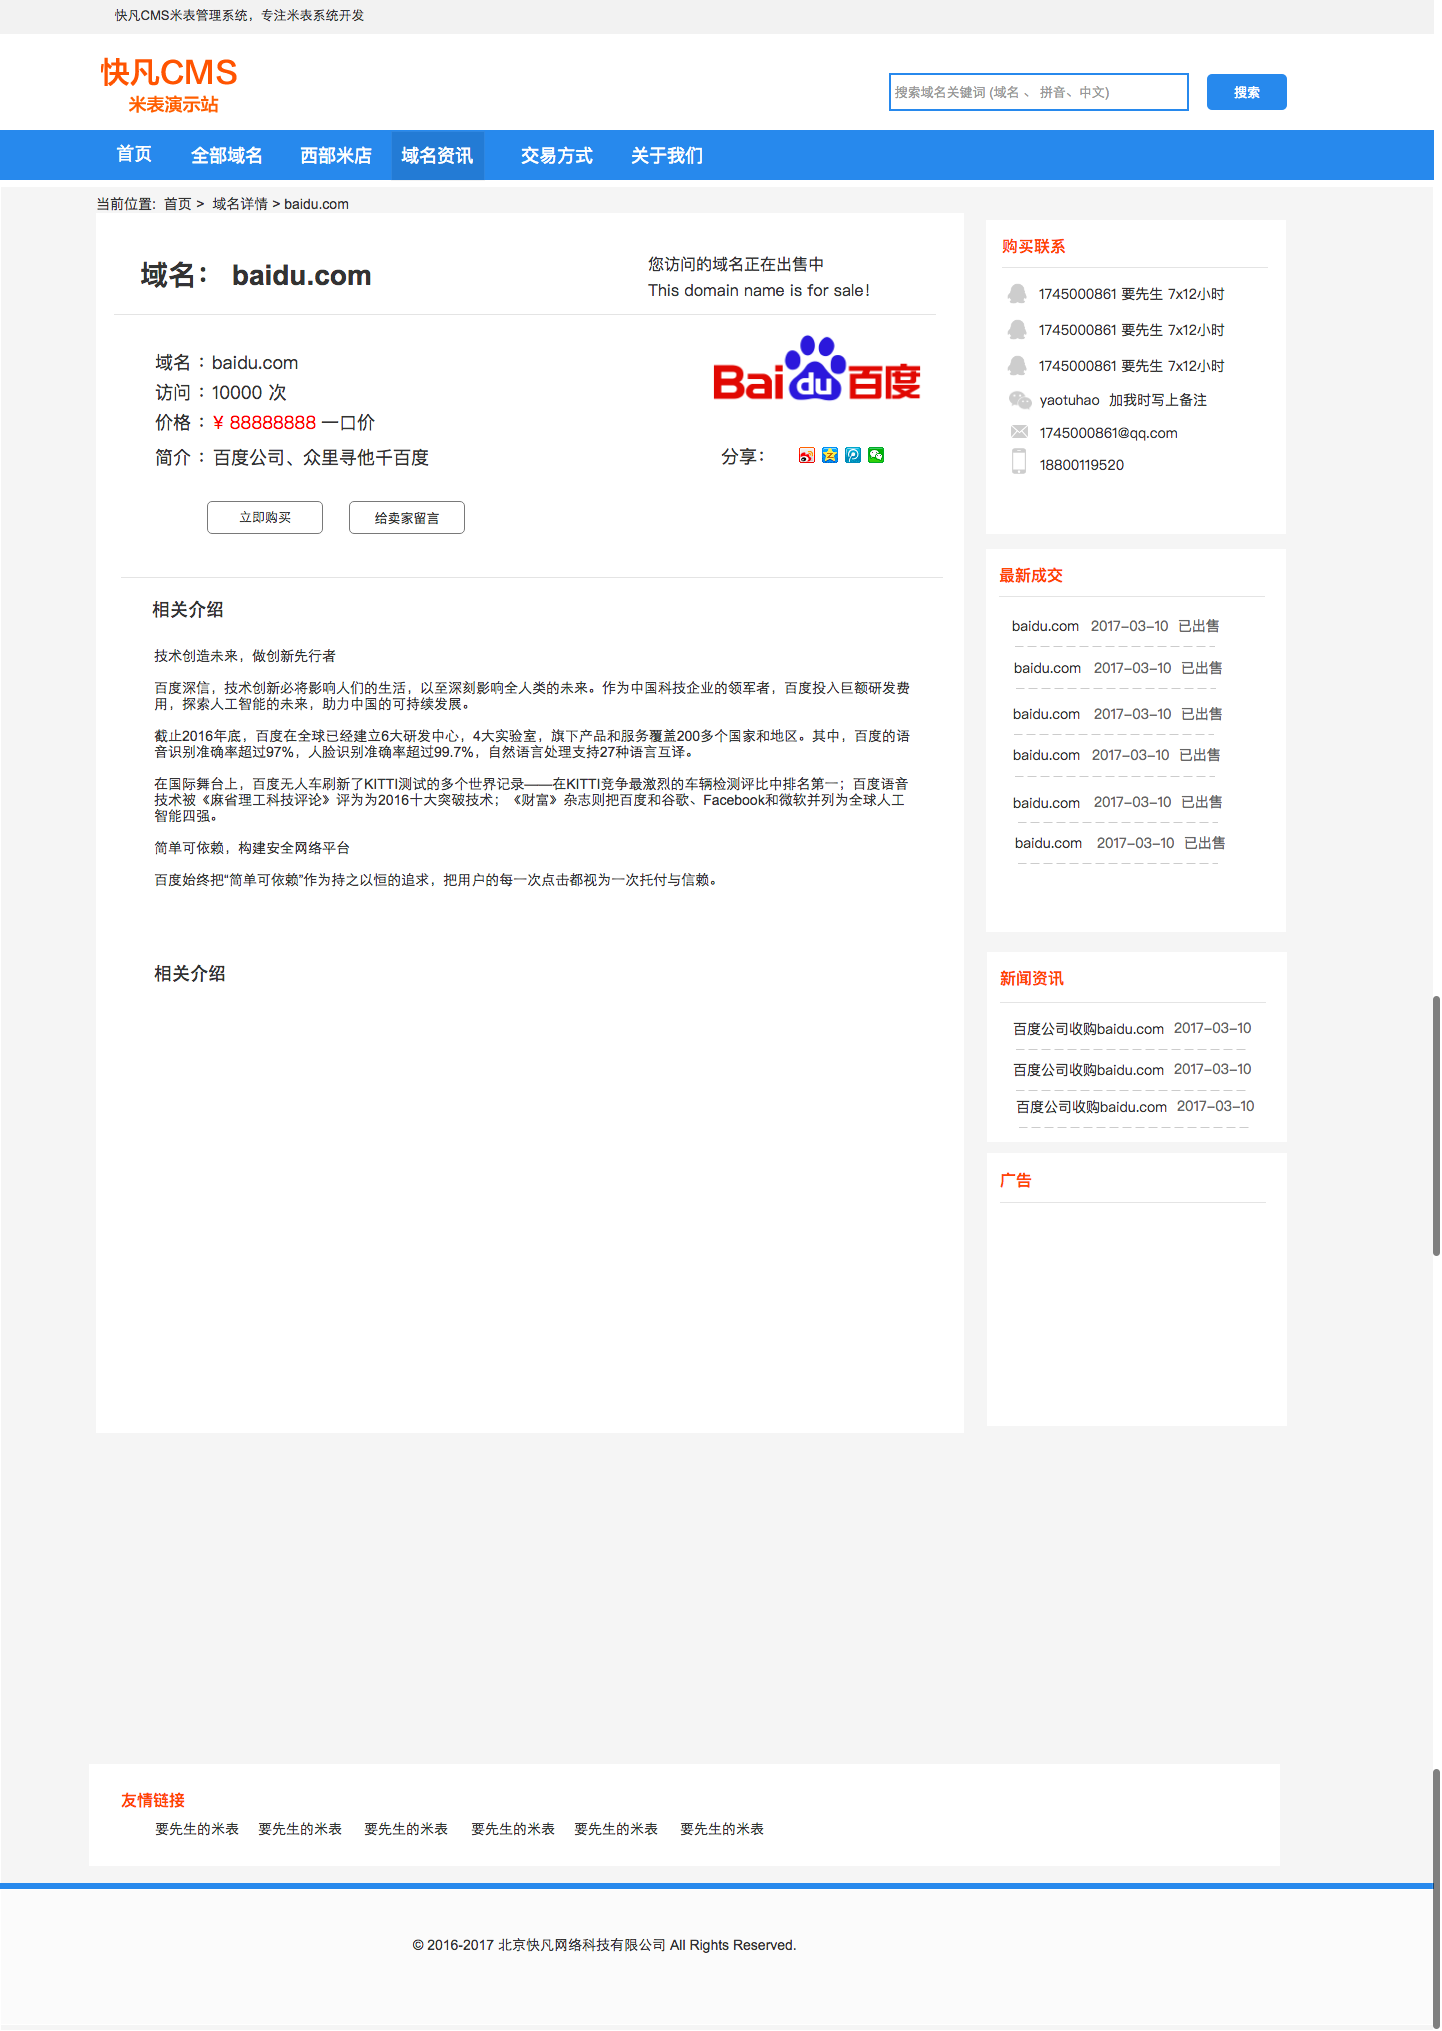 快凡CMS米表管理系统，专注米表系统开发
快凡CMS
米表演示站
搜索域名关键词 (域名 、 拼音、中文)
搜索
首页 全部域名 西部米店 域名资讯 交易方式 关于我们
当前位置: 首页 > 域名详情 > baidu.com
域名： baidu.com
您访问的域名正在出售中
This domain name is for sale!
域名 ：baidu.com
访问 ：10000 次
价格 ：¥ 88888888 一口价
简介 ：百度公司、众里寻他千百度
Bai du 百度
分享：
立即购买
给卖家留言
相关介绍
技术创造未来，做创新先行者
百度深信，技术创新必将影响人们的生活，以至深刻影响全人类的未来。作为中国科技企业的领军者，百度投入巨额研发费
用，探索人工智能的未来，助力中国的可持续发展。
截止2016年底，百度在全球已经建立6大研发中心，4大实验室，旗下产品和服务覆盖200多个国家和地区。其中，百度的语
音识别准确率超过97%，人脸识别准确率超过99.7%，自然语言处理支持27种语言互译。
在国际舞台上，百度无人车刷新了KITTI测试的多个世界记录——在KITTI竞争最激烈的车辆检测评比中排名第一；百度语音
技术被《麻省理工科技评论》评为为2016十大突破技术；《财富》杂志则把百度和谷歌、Facebook和微软并列为全球人工
智能四强。
简单可依赖，构建安全网络平台
百度始终把“简单可依赖”作为持之以恒的追求，把用户的每一次点击都视为一次托付与信赖。
相关介绍
购买联系
1745000861 要先生 7x12小时
1745000861 要先生 7x12小时
1745000861 要先生 7x12小时
yaotuhao 加我时写上备注
1745000861@qq.com
18800119520
最新成交
baidu.com 2017-03-10 已出售
baidu.com 2017-03-10 已出售
baidu.com 2017-03-10 已出售
baidu.com 2017-03-10 已出售
baidu.com 2017-03-10 已出售
baidu.com 2017-03-10 已出售
新闻资讯
百度公司收购baidu.com 2017-03-10
百度公司收购baidu.com 2017-03-10
百度公司收购baidu.com 2017-03-10
广告
友情链接
要先生的米表 要先生的米表 要先生的米表 要先生的米表 要先生的米表 要先生的米表
© 2016-2017 北京快凡网络科技有限公司 All Rights Reserved.